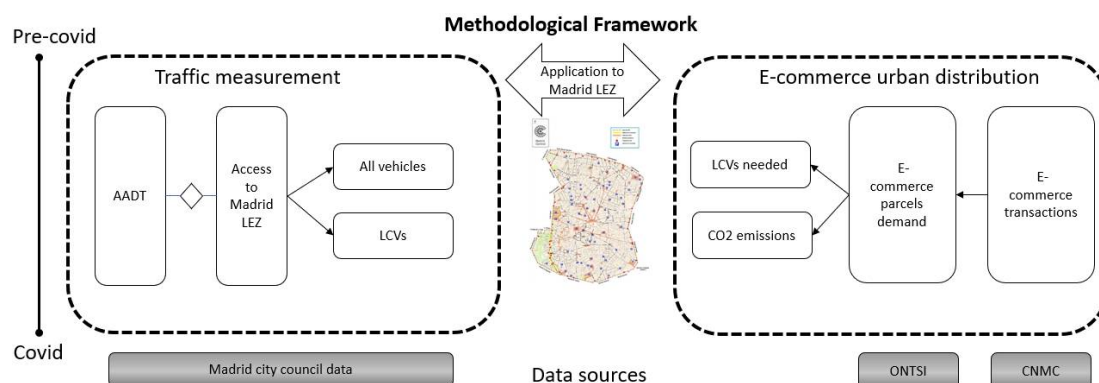 Methodological Framework
Pre-covid
Traffic measurement
Application to
Madrid LEZ
E-commerce urban distribution
AADT
Access to
Madrid
LEZ
All vehicles
LCVs
LCVs needed
CO2 emissions
E-
commerce
parcels
demand
E-
commerce
transactions
Covid
Madrid city council data
Data sources
ONTSI
CNMC